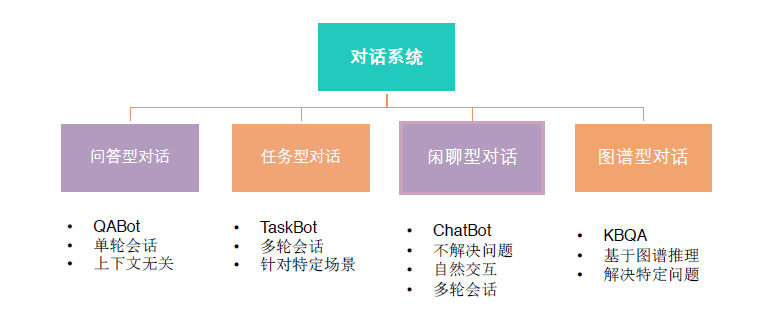 对话系统
问答型对话
任务型对话
闲聊型对话
图谱型对话
• QABot
• 单轮会话
• 上下文无关
• TaskBot
• 多轮会话
• 针对特定场景
• ChatBot
• 不解决问题
• 自然交互
• 多轮会话
• KBQA
• 基于图谱推理
• 解决特定问题